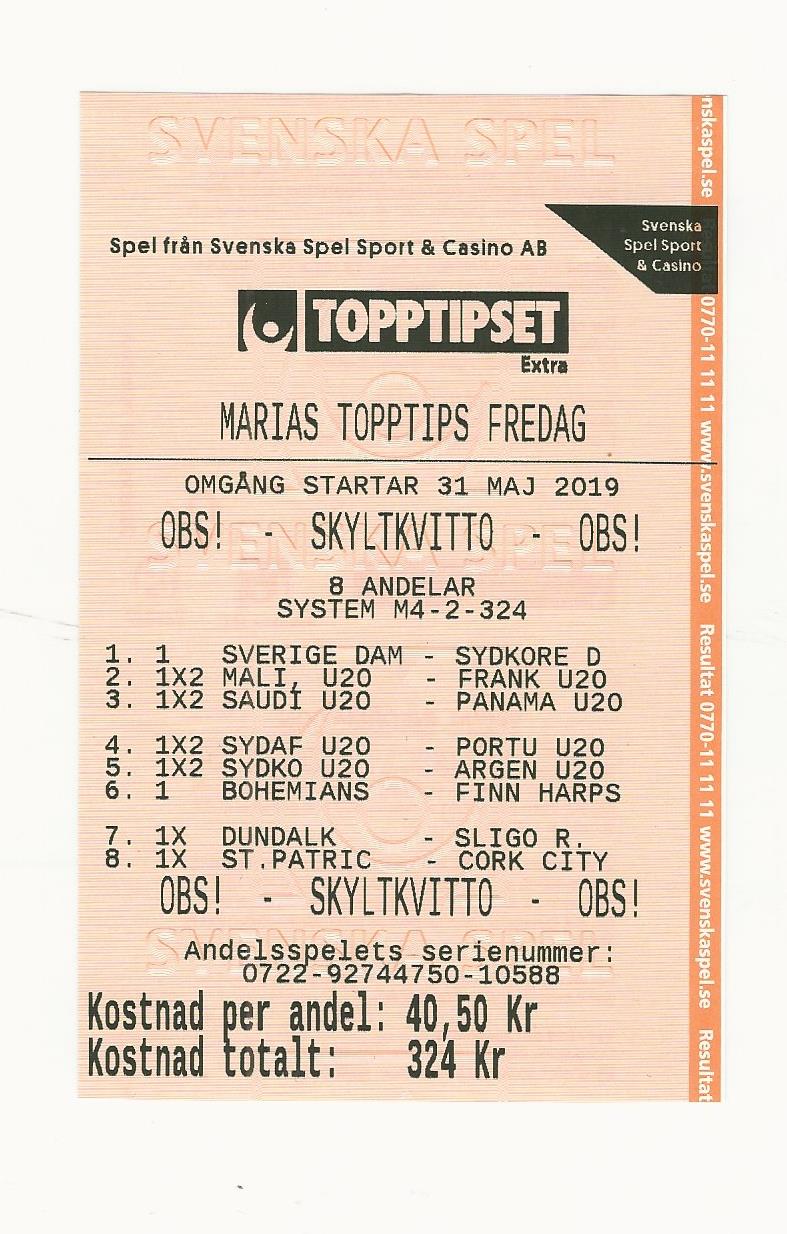 SVENSKA SPEL
Spel från Svenska Spel Sport & Casino AB
Svenska
Spel Sport
& Casino
TOPPTIPSET
Extra
MARIAS TOPPTIPS FREDAG
OMGÅNG STARTAR 31 MAJ 2019
OBS! - SKYLTKVITTO - OBS!
SVENSKA SPEL
8 ANDELAR
SYSTEM M4-2-324
1. 1 SVERIGE DAM - SYDKORE D
2. 1X2 MALI, U20 - FRANK U20
3. 1X2 SAUDI U20 - PANAMA U20
4. 1X2 SYDAF U20 - PORTU U20
5. 1X2 SYDKO U20 - ARGEN U20
6. 1 BOHEMIANS - FINN HARPS
7. 1X DUNDALK - SLIGO R.
8. 1X ST.PATRIC - CORK CITY
OBS! - SKYLTKVITTO - OBS!
SVENSKA SPEL
Andelsspelets serienummer:
0722-92744750-10588
Kostnad per andel: 40,50 Kr
Kostnad totalt: 324 Kr
nskaspel.se 0770-11 11 11 www.svenskaspel.se Resultat 0770-11 11 11 www.svenskaspel.se Resultat